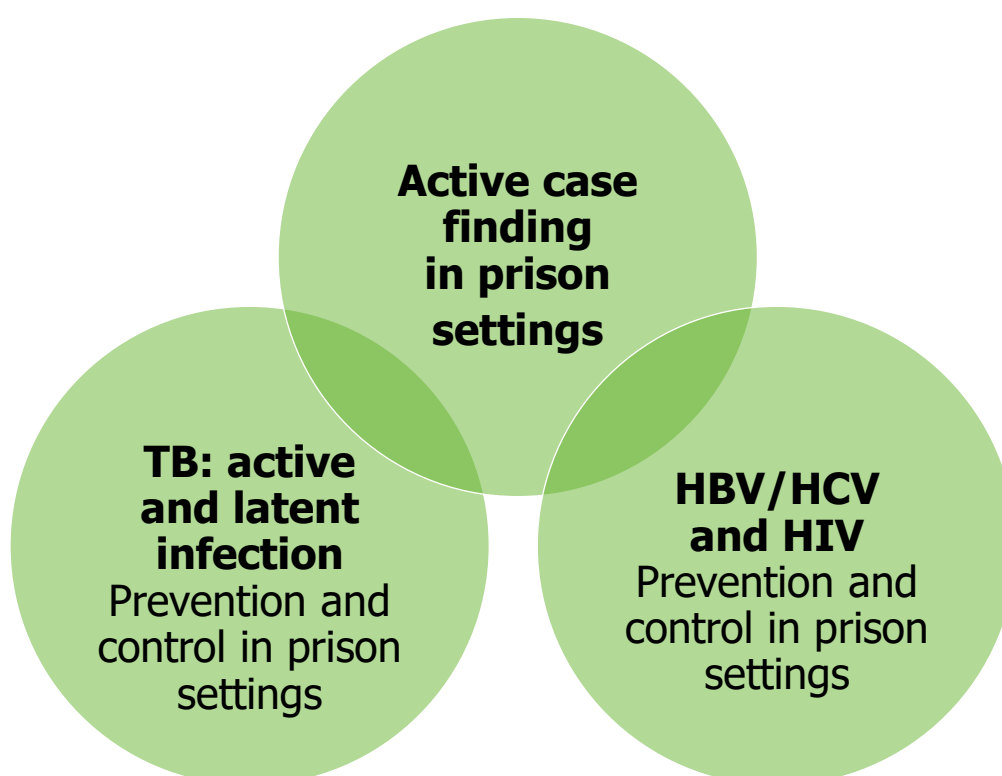 Active case
finding
in prison
settings
TB: active
and latent
infection
Prevention and
control in prison
settings
HBV/HCV
and HIV
Prevention and
control in prison
settings